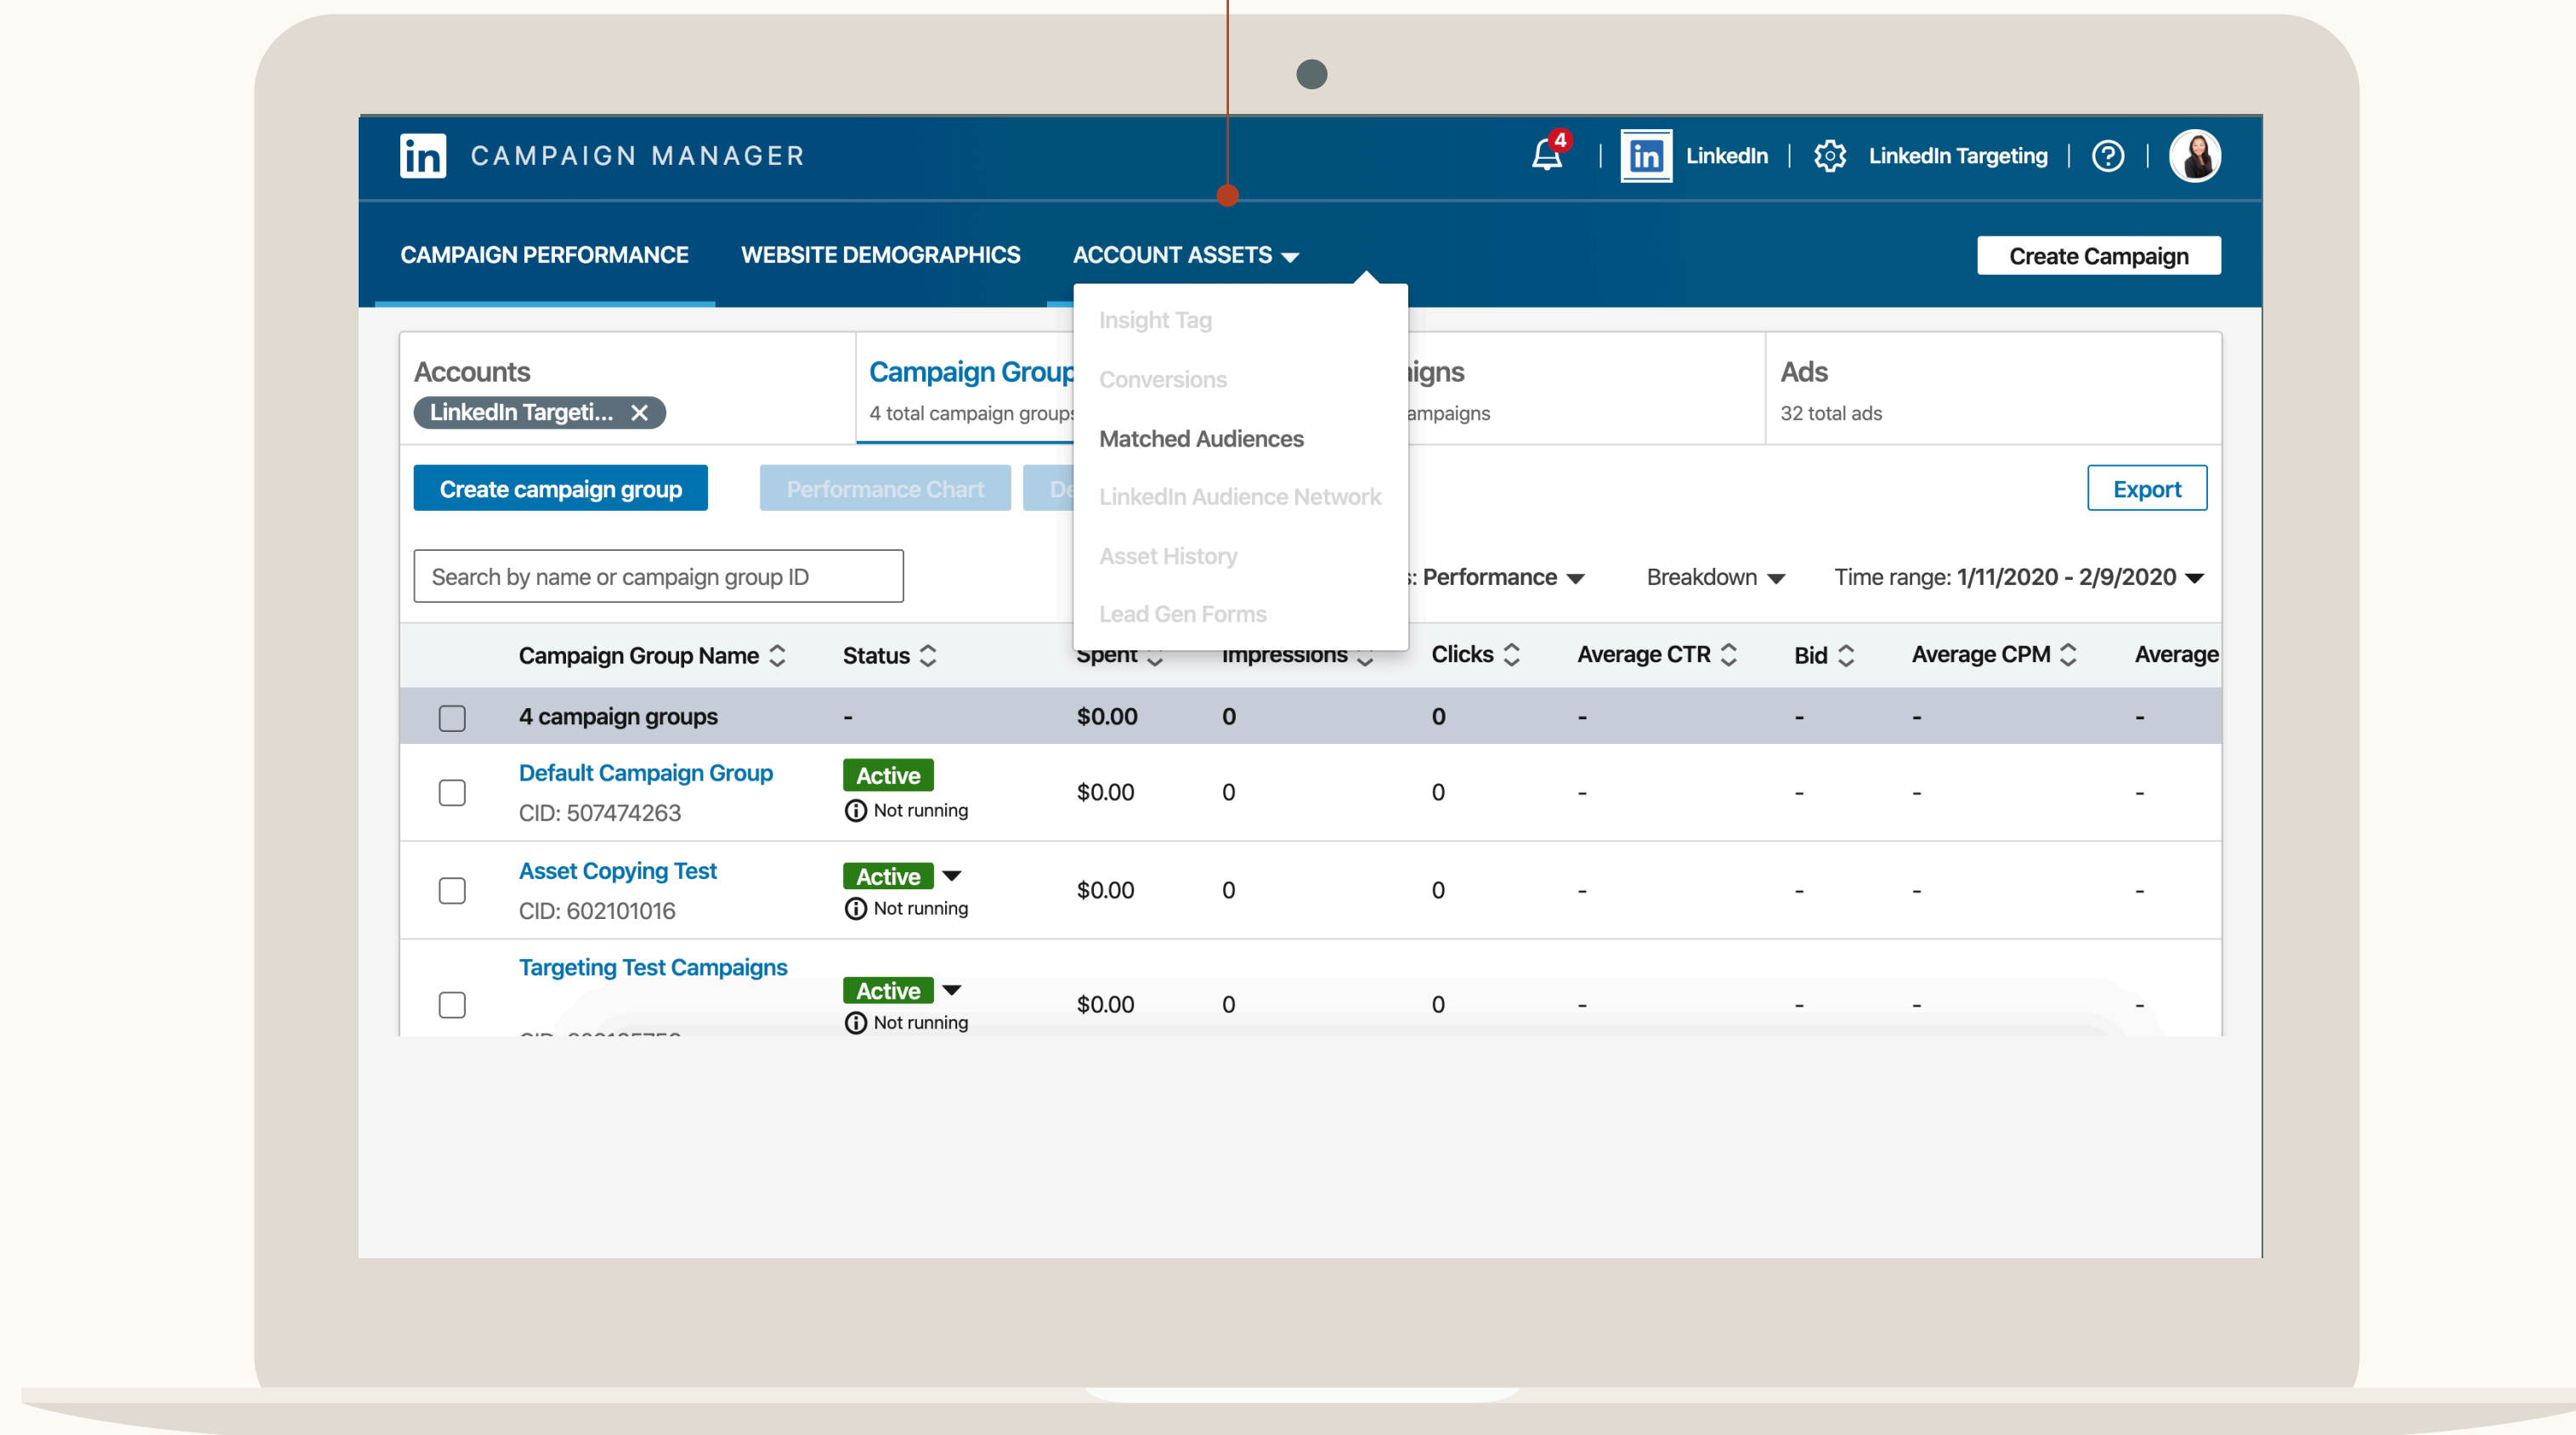 in CAMPAIGN MANAGER
4
in LinkedIn
LinkedIn Targeting
?
CAMPAIGN PERFORMANCE
WEBSITE DEMOGRAPHICS
ACCOUNT ASSETS
Create Campaign
Insight Tag
Conversions
Matched Audiences
LinkedIn Audience Network
Asset History
Lead Gen Forms
Accounts
LinkedIn Targeti...
Campaign Group
4 total campaign groups
aigns
ampaigns
Ads
32 total ads
Create campaign group
Performance Chart
De
Export
Search by name or campaign group ID
s: Performance
Breakdown
Time range: 1/11/2020 - 2/9/2020
Campaign Group Name Status Spent Impressions Clicks Average CTR Bid Average CPM Average
4 campaign groups - $0.00 0 0 - - - -
Default Campaign Group
CID: 507474263
Active
Not running
$0.00 0 0 - - - -
Asset Copying Test
CID: 602101016
Active
Not running
$0.00 0 0 - - - -
Targeting Test Campaigns
Active
Not running
$0.00 0 0 - - - -